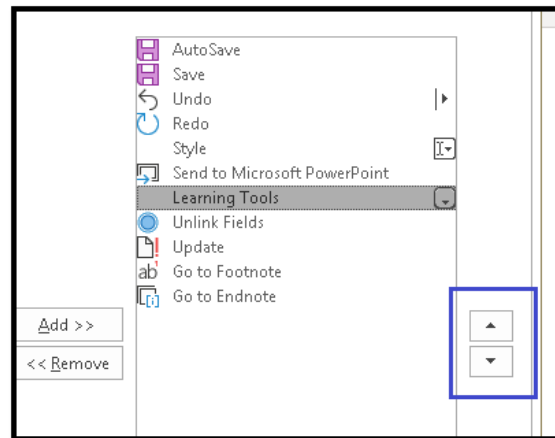 AutoSave
Save
Undo
Redo
Style
Send to Microsoft PowerPoint
Learning Tools
Unlink Fields
Update
Go to Footnote
Go to Endnote
Add >>
<< Remove